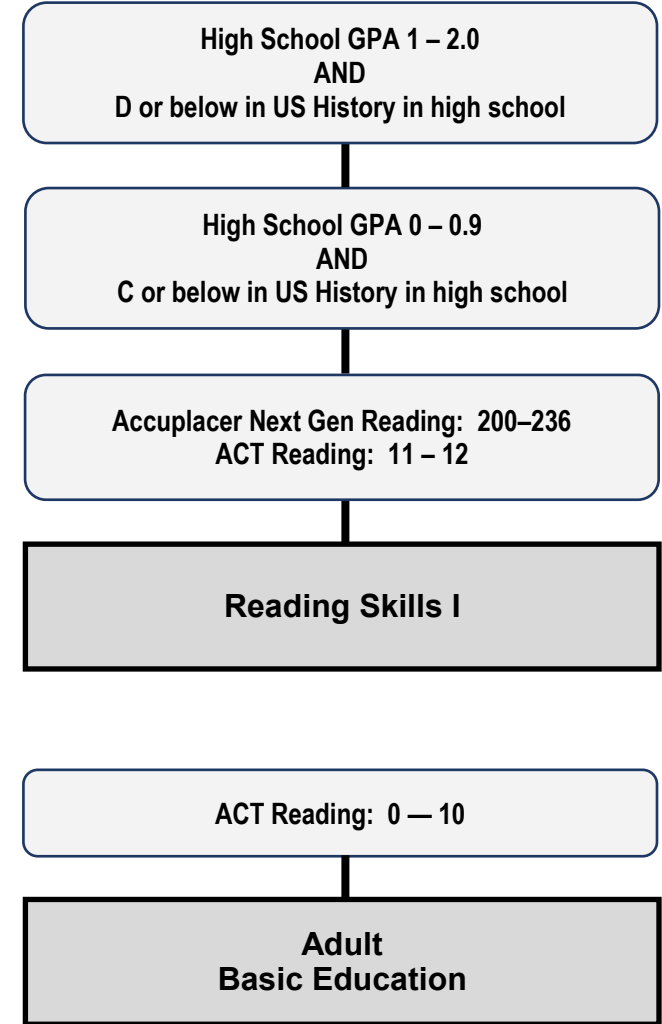 High School GPA 1 – 2.0
AND
D or below in US History in high school
High School GPA 0 – 0.9
AND
C or below in US History in high school
Accuplacer Next Gen Reading:  200–236
ACT Reading:  11 – 12
Reading Skills I
ACT Reading:  0 — 10
Adult
Basic Education